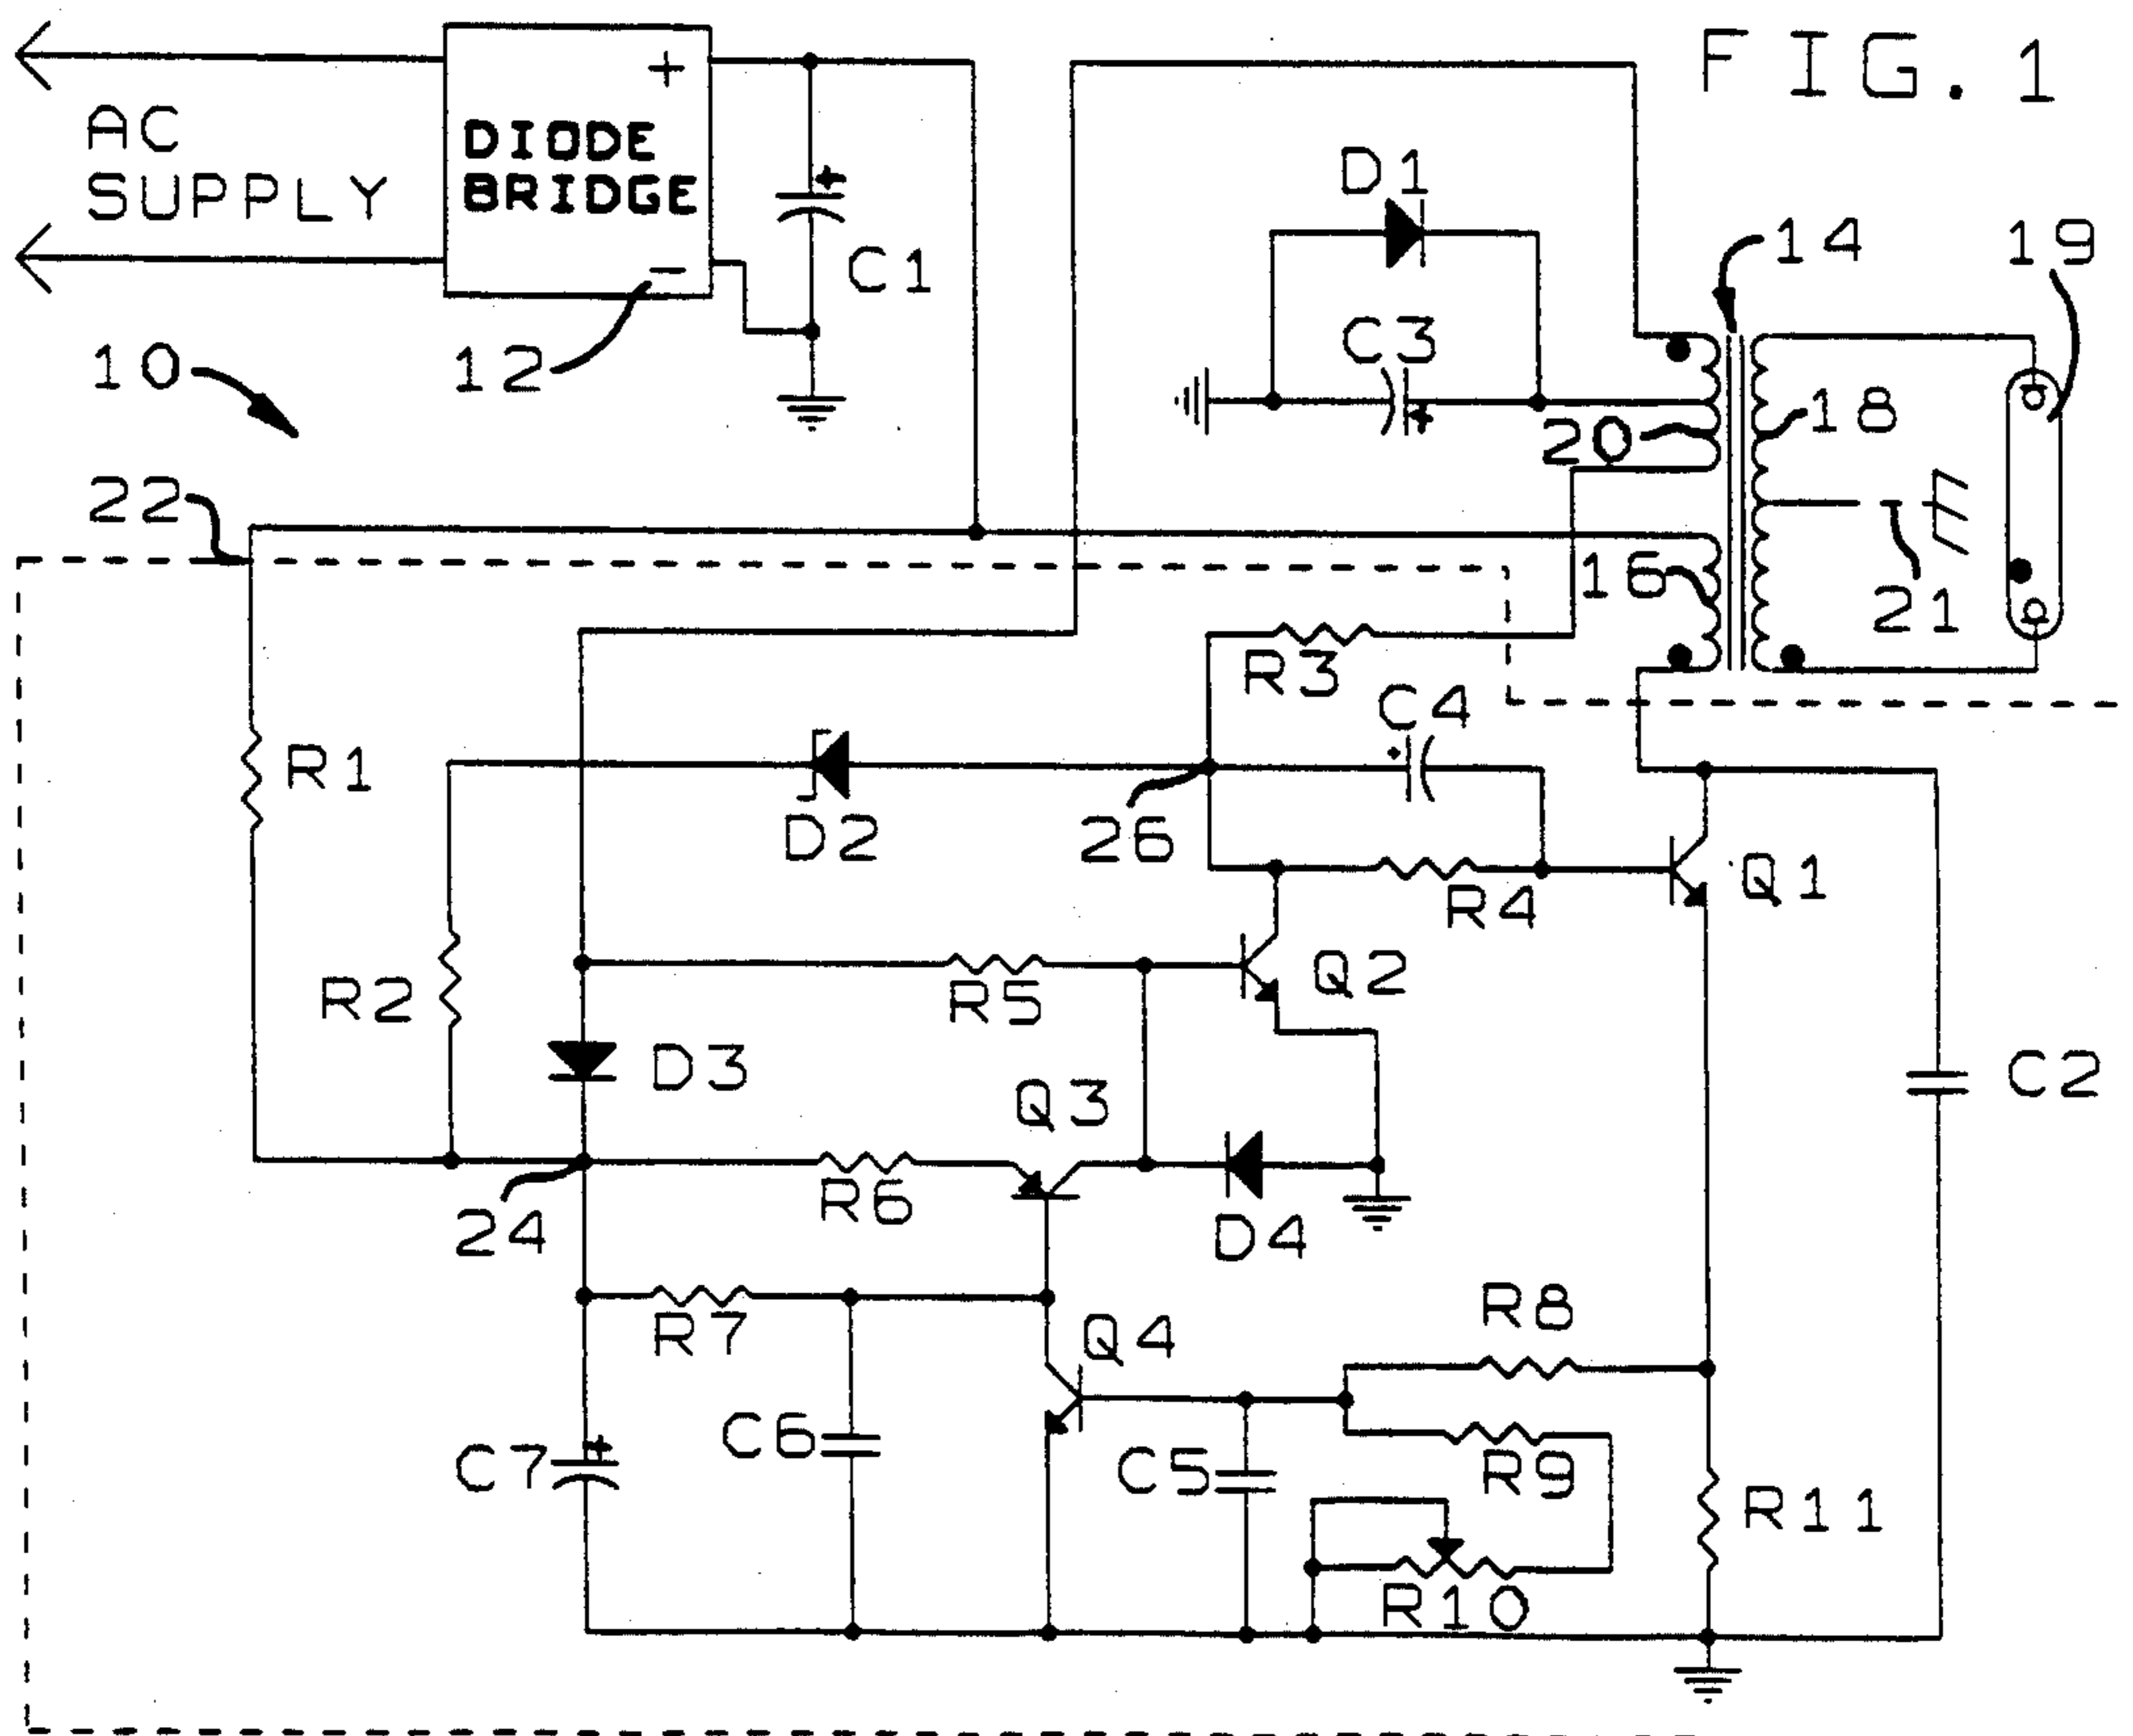 FIG. 1
AC
SUPPLY
DIODE
BRIDGE
+
−
+
C1
12
10
22
D1
C3
+
14
19
20
18
16
21
R3
C4
+
R1
D2
26
R4
Q1
R2
R5
Q2
D3
Q3
C2
24
R6
D4
R7
Q4
R8
C7
+
C6
C5
R9
R10
R11